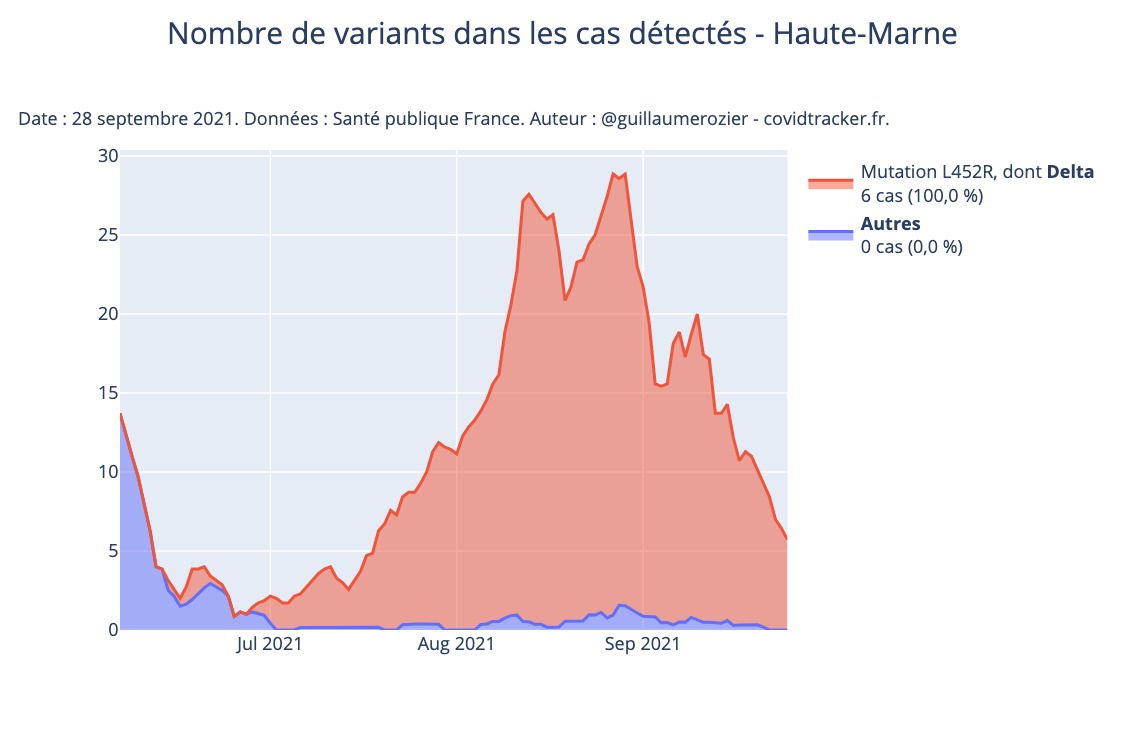 Nombre de variants dans les cas détectés - Haute-Marne
Date : 28 septembre 2021. Données : Santé publique France. Auteur : @guillaumerozier - covidtracker.fr.
30
25
20
15
10
5
0
Jul 2021
Aug 2021
Sep 2021
Mutation L452R, dont Delta
6 cas (100,0 %)
Autres
0 cas (0,0 %)